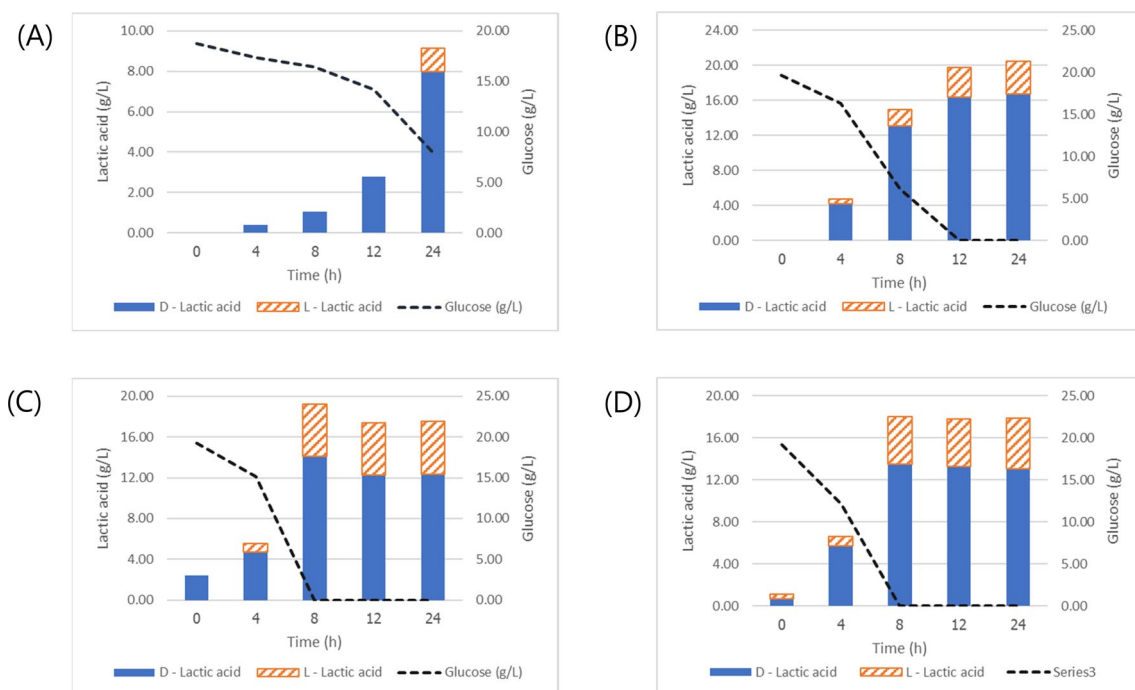 (A)
10.00 20.00
8.00 15.00
6.00
10.00
4.00
5.00
2.00
0.00 0.00
Lactic acid (g/L)
Glucose (g/L)
0 4 8 12 24
Time (h)
D - Lactic acid L - Lactic acid Glucose (g/L)
(B)
24.00 25.00
20.00 20.00
16.00
15.00
12.00
10.00
8.00
4.00 5.00
0.00 0.00
Lactic acid (g/L)
Glucose (g/L)
0 4 8 12 24
Time (h)
D - Lactic acid L - Lactic acid Glucose (g/L)
(C)
20.00 25.00
16.00 20.00
12.00 15.00
8.00 10.00
4.00 5.00
0.00 0.00
Lactic acid (g/L)
Glucose (g/L)
0 4 8 12 24
Time (h)
D - Lactic acid L - Lactic acid Glucose (g/L)
(D)
20.00 25.00
16.00 20.00
12.00 15.00
8.00 10.00
4.00 5.00
0.00 0.00
Lactic acid (g/L)
Glucose (g/L)
0 4 8 12 24
Time (h)
D - Lactic acid L - Lactic acid Series3